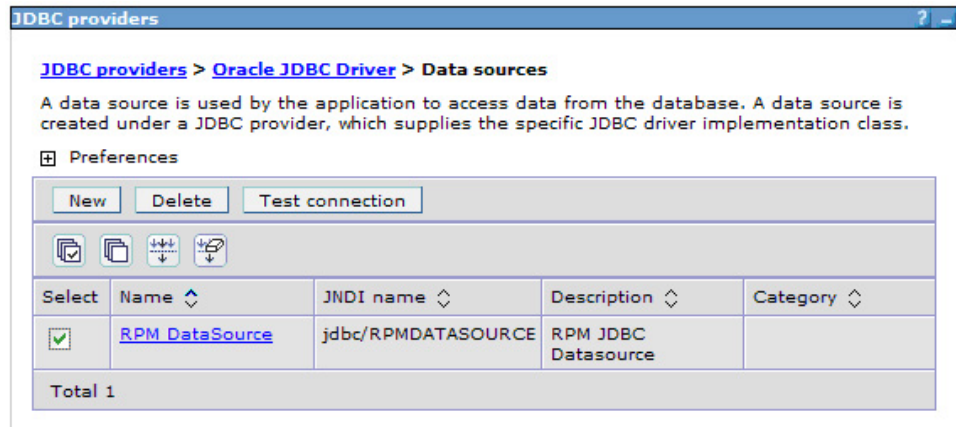 JDBC providers ? _
JDBC providers > Oracle JDBC Driver > Data sources
A data source is used by the application to access data from the database. A data source is
created under a JDBC provider, which supplies the specific JDBC driver implementation class.
+ Preferences
New Delete Test connection
Select Name JNDI name Description Category
RPM DataSource jdbc/RPMDATASOURCE RPM JDBC
Datasource
Total 1